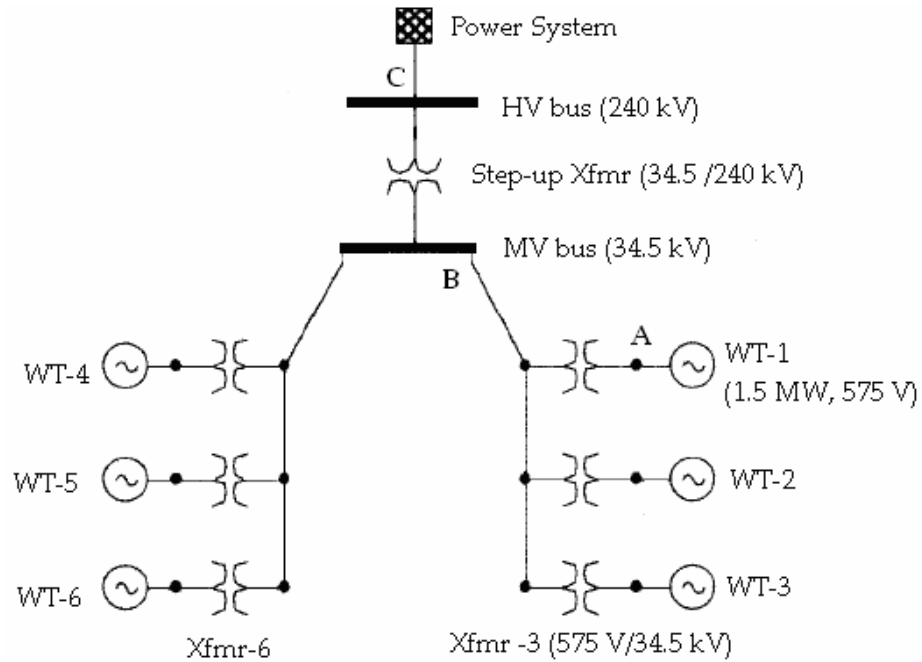 Power System
C
HV bus (240 kV)
Step-up Xfmr (34.5 /240 kV)
MV bus (34.5 kV)
B
A
WT-4
WT-1
(1.5 MW, 575 V)
WT-5
WT-2
WT-6
WT-3
Xfmr-6
Xfmr -3 (575 V/34.5 kV)